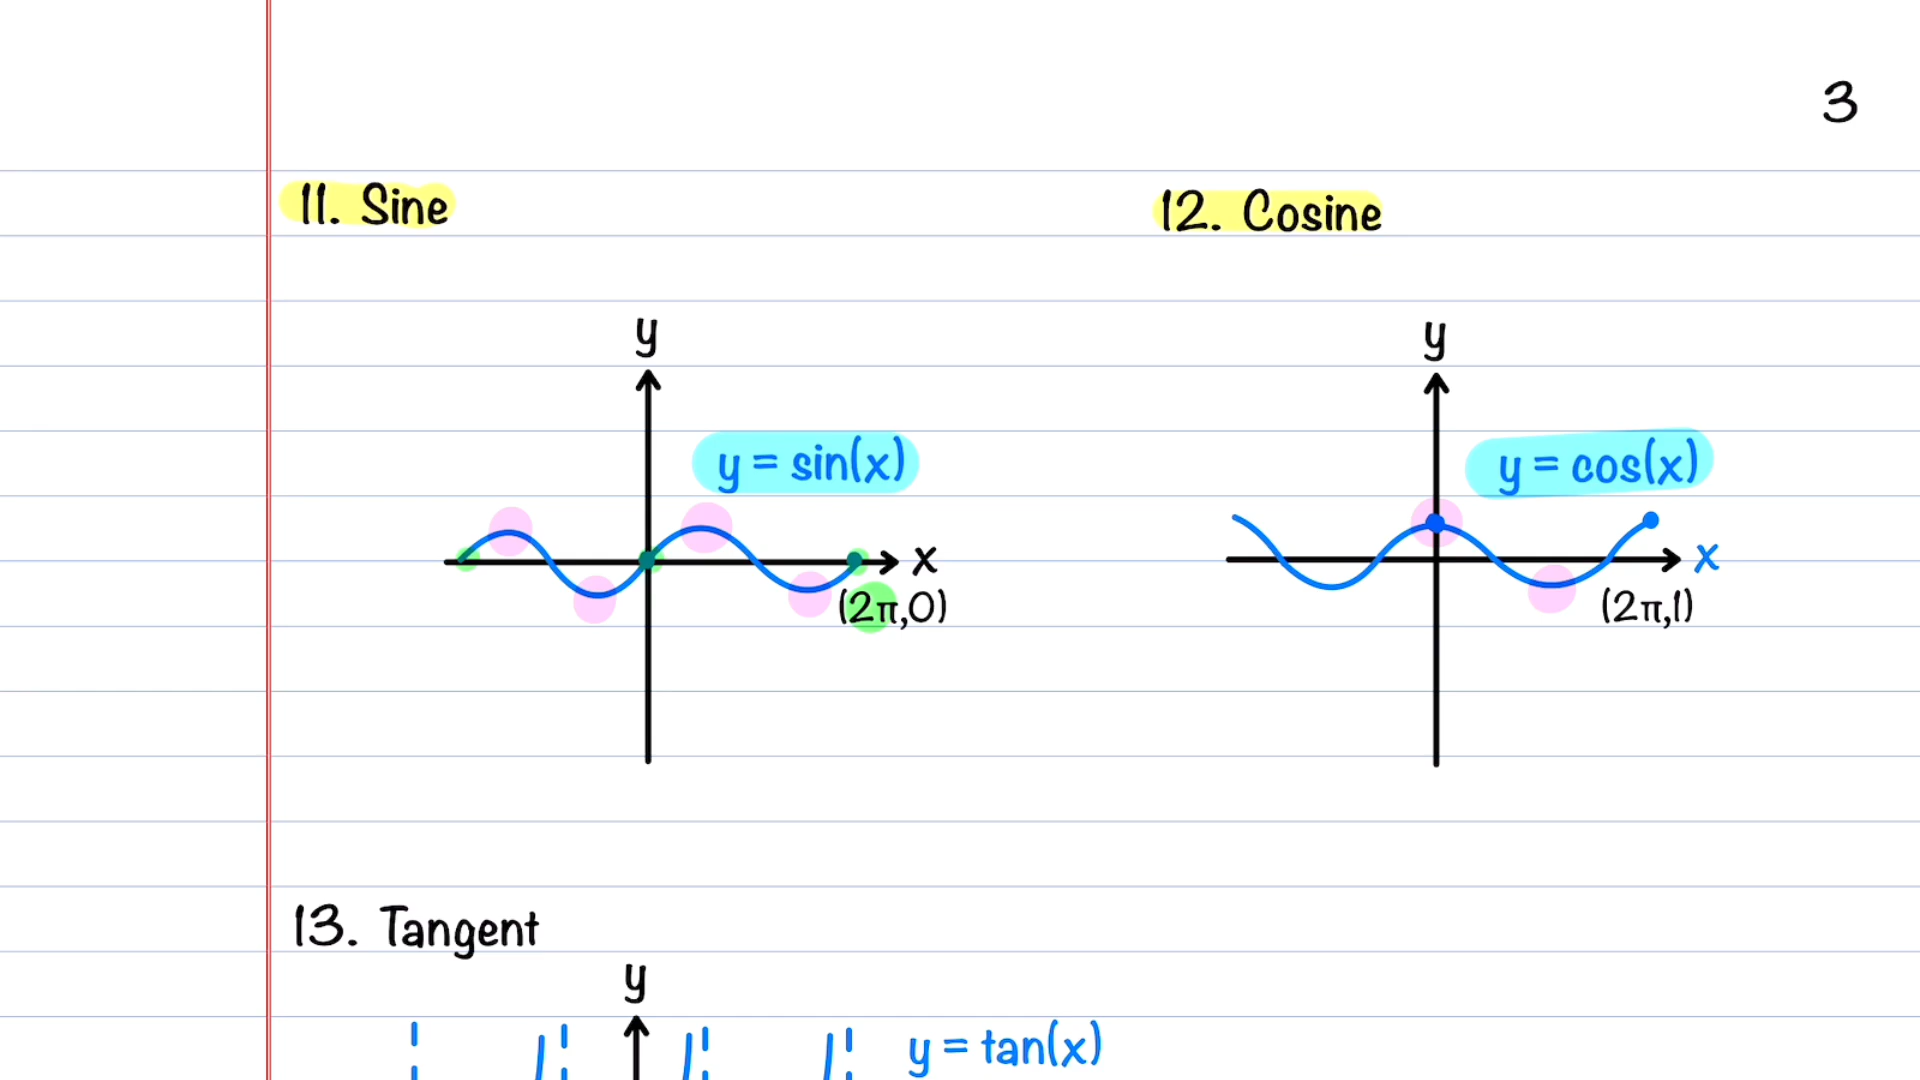 3
11. Sine
12. Cosine
y
y = sin(x)
x
(2π,0)
y
y = cos(x)
x
(2π,1)
13. Tangent
y
y = tan(x)